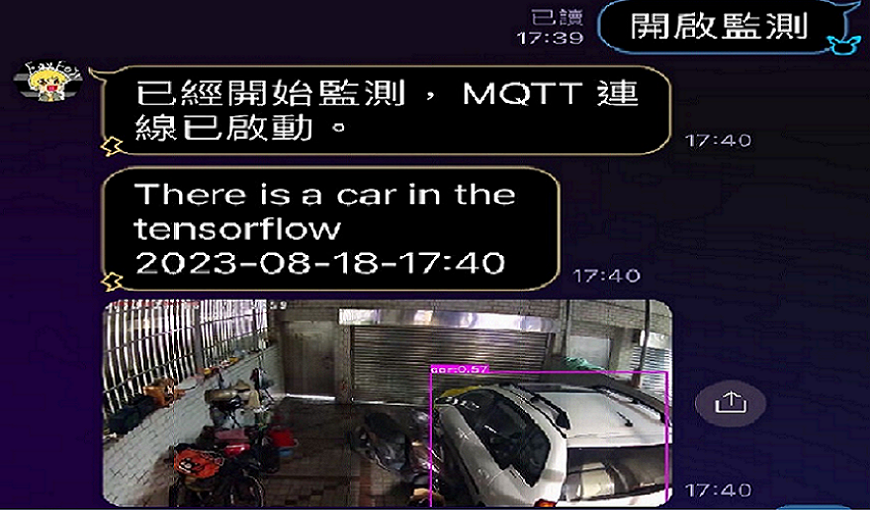 已讀
17:39
開啟監測
已經開始監測， MQTT 連
線已啟動。
17:40
There is a car in the
tensorflow
2023-08-18-17:40
17:40
car:0.57
17:40